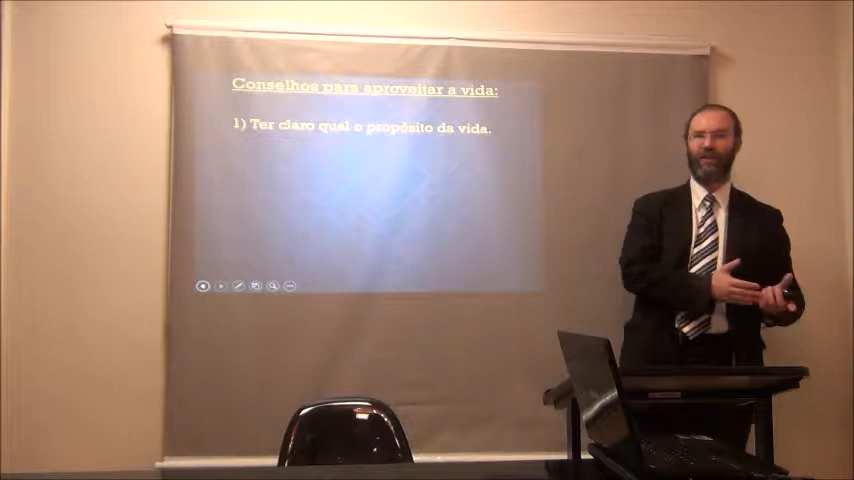 Conselhos para aproveitar a vida:
1) Ter claro qual o propósito da vida.